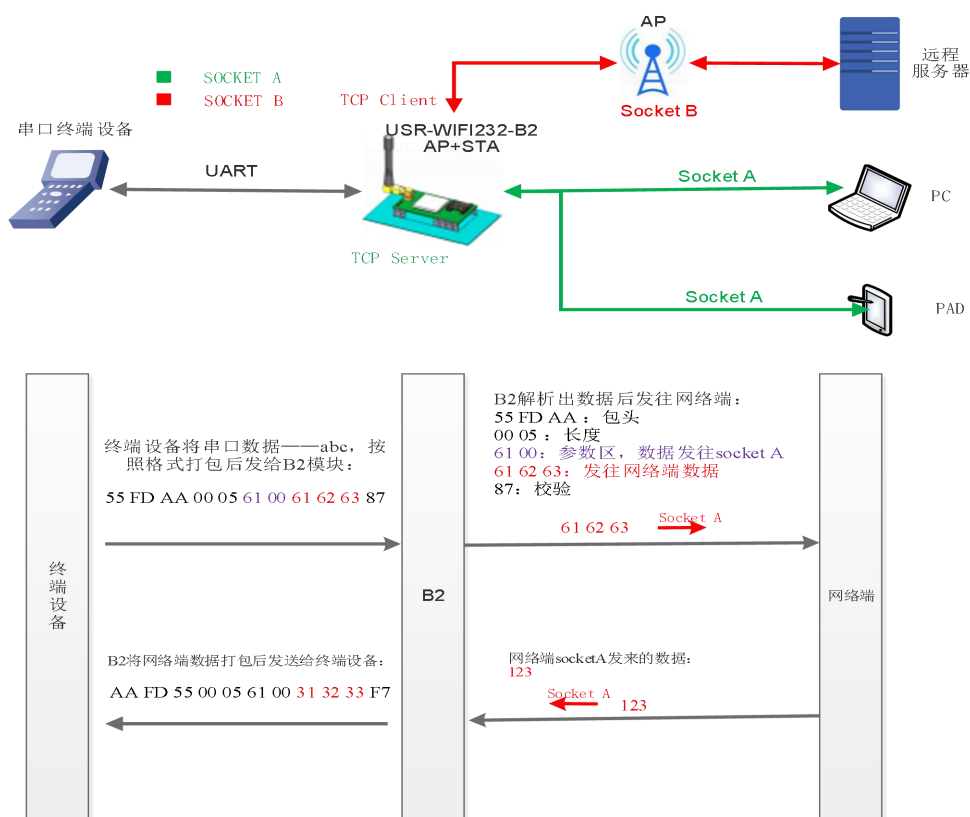 AP
远程
服务器
SOCKET A
SOCKET B
TCP Client
Socket B
串口终端设备
USR-WIFI232-B2
AP+STA
UART
Socket A
PC
TCP Server
Socket A
PAD
终端设备将串口数据——abc，按
照格式打包后发给B2模块：
55 FD AA 00 05 61 00 61 62 63 87
B2解析出数据后发往网络端：
55 FD AA：包头
00 05：长度
61 00：参数区，数据发往socket A
61 62 63：发往网络端数据
87：校验
61 62 63
Socket A
终端设备
B2
网络端
B2将网络端数据打包后发送给终端设备：
AA FD 55 00 05 61 00 31 32 33 F7
网络端socketA发来的数据：
123
Socket A
123